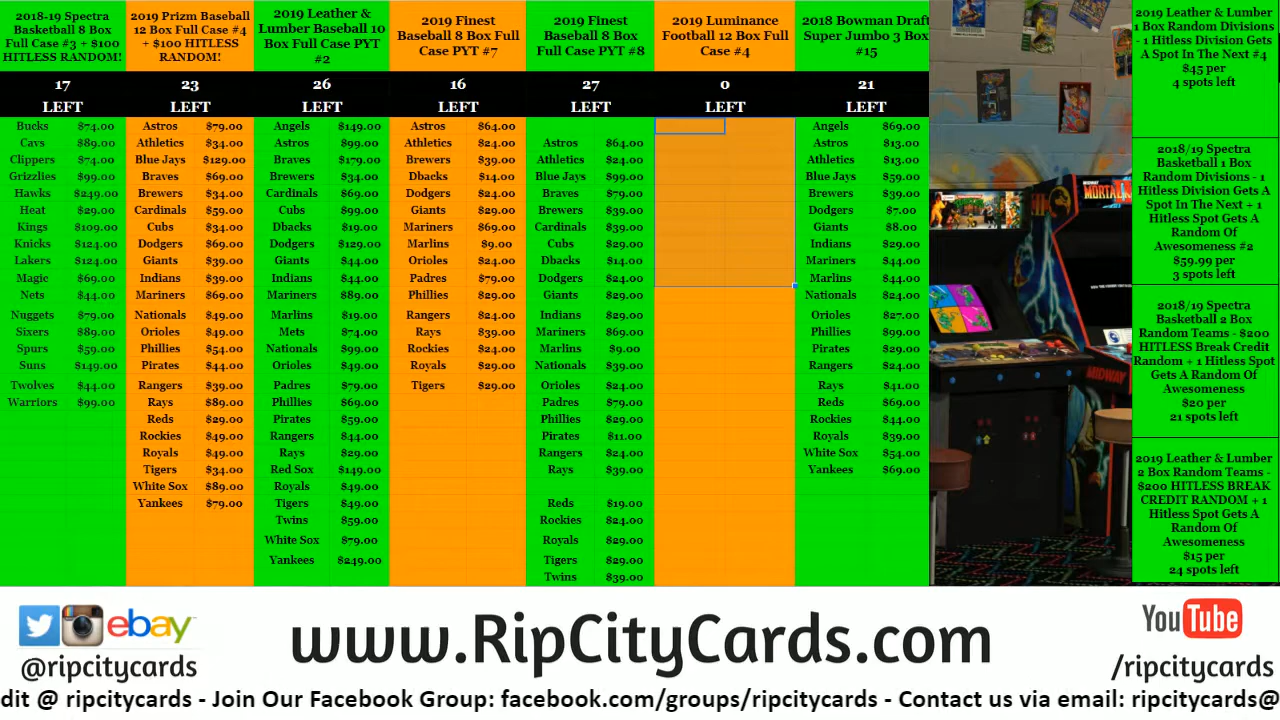 2018-19 Spectra
Basketball 8 Box
Full Case #3 + $100
HITLESS RANDOM!
17
LEFT
Bucks $74.00
Cavs $89.00
Clippers $74.00
Grizzlies $99.00
Hawks $249.00
Heat $29.00
Kings $109.00
Knicks $124.00
Lakers $124.00
Magic $69.00
Nets $44.00
Nuggets $79.00
Sixers $89.00
Spurs $59.00
Suns $149.00
Twolves $44.00
Warriors $99.00
2019 Prizm Baseball
12 Box Full Case #4
+ $100 HITLESS
RANDOM!
23
LEFT
Astros $79.00
Athletics $34.00
Blue Jays $129.00
Braves $69.00
Brewers $34.00
Cardinals $59.00
Cubs $34.00
Dodgers $69.00
Giants $39.00
Indians $39.00
Mariners $69.00
Nationals $49.00
Orioles $49.00
Phillies $54.00
Pirates $44.00
Rangers $39.00
Rays $89.00
Reds $29.00
Rockies $49.00
Royals $49.00
Tigers $34.00
White Sox $89.00
Yankees $79.00
2019 Leather &
Lumber Baseball 10
Box Full Case PYT
#2
26
LEFT
Angels $149.00
Astros $99.00
Braves $179.00
Brewers $34.00
Cardinals $69.00
Cubs $99.00
Dbacks $19.00
Dodgers $129.00
Giants $44.00
Indians $44.00
Mariners $89.00
Marlins $19.00
Mets $74.00
Nationals $99.00
Orioles $49.00
Padres $79.00
Phillies $69.00
Pirates $59.00
Rangers $44.00
Rays $29.00
Red Sox $149.00
Royals $49.00
Tigers $49.00
Twins $59.00
White Sox $79.00
Yankees $249.00
2019 Finest
Baseball 8 Box Full
Case PYT #7
16
LEFT
Astros $64.00
Athletics $24.00
Brewers $39.00
Dbacks $14.00
Dodgers $24.00
Giants $29.00
Mariners $69.00
Marlins $9.00
Orioles $24.00
Padres $79.00
Phillies $29.00
Rangers $24.00
Rays $39.00
Rockies $24.00
Royals $29.00
Tigers $29.00
2019 Finest
Baseball 8 Box
Full Case PYT #8
27
LEFT
Astros $64.00
Athletics $24.00
Blue Jays $99.00
Braves $79.00
Brewers $39.00
Cardinals $39.00
Cubs $29.00
Dbacks $14.00
Dodgers $24.00
Giants $29.00
Indians $29.00
Mariners $69.00
Marlins $9.00
Nationals $39.00
Orioles $24.00
Padres $79.00
Phillies $29.00
Pirates $11.00
Rangers $24.00
Rays $39.00
Reds $19.00
Rockies $24.00
Royals $29.00
Tigers $29.00
Twins $39.00
2019 Luminance
Football 12 Box Full
Case #4
0
LEFT
2018 Bowman Draft
Super Jumbo 3 Box
#15
21
LEFT
Angels $69.00
Astros $13.00
Athletics $13.00
Blue Jays $59.00
Brewers $39.00
Dodgers $7.00
Giants $8.00
Indians $29.00
Mariners $44.00
Marlins $44.00
Nationals $24.00
Orioles $27.00
Phillies $99.00
Pirates $29.00
Rangers $24.00
Rays $41.00
Reds $69.00
Rockies $44.00
Royals $39.00
White Sox $54.00
Yankees $69.00
MORTAL
MIDWAY
2019 Leather & Lumber
1 Box Random Divisions
- 1 Hitless Division Gets
A Spot In The Next #4
$45 per
4 spots left
2018/19 Spectra
Basketball 1 Box
Random Divisions - 1
Hitless Division Gets A
Spot In The Next + 1
Hitless Spot Gets A
Random Of
Awesomeness #2
$59.99 per
3 spots left
2018/19 Spectra
Basketball 2 Box
Random Teams - $200
HITLESS Break Credit
Random + 1 Hitless Spot
Gets A Random Of
Awesomeness
$20 per
21 spots left
2019 Leather & Lumber
2 Box Random Teams -
$200 HITLESS BREAK
CREDIT RANDOM + 1
Hitless Spot Gets A
Random Of
Awesomeness
$15 per
24 spots left
ebay
@ripcitycards
www.RipCityCards.com
YouTube
/ripcitycards
dit @ ripcitycards - Join Our Facebook Group: facebook.com/groups/ripcitycards - Contact us via email: ripcitycards@